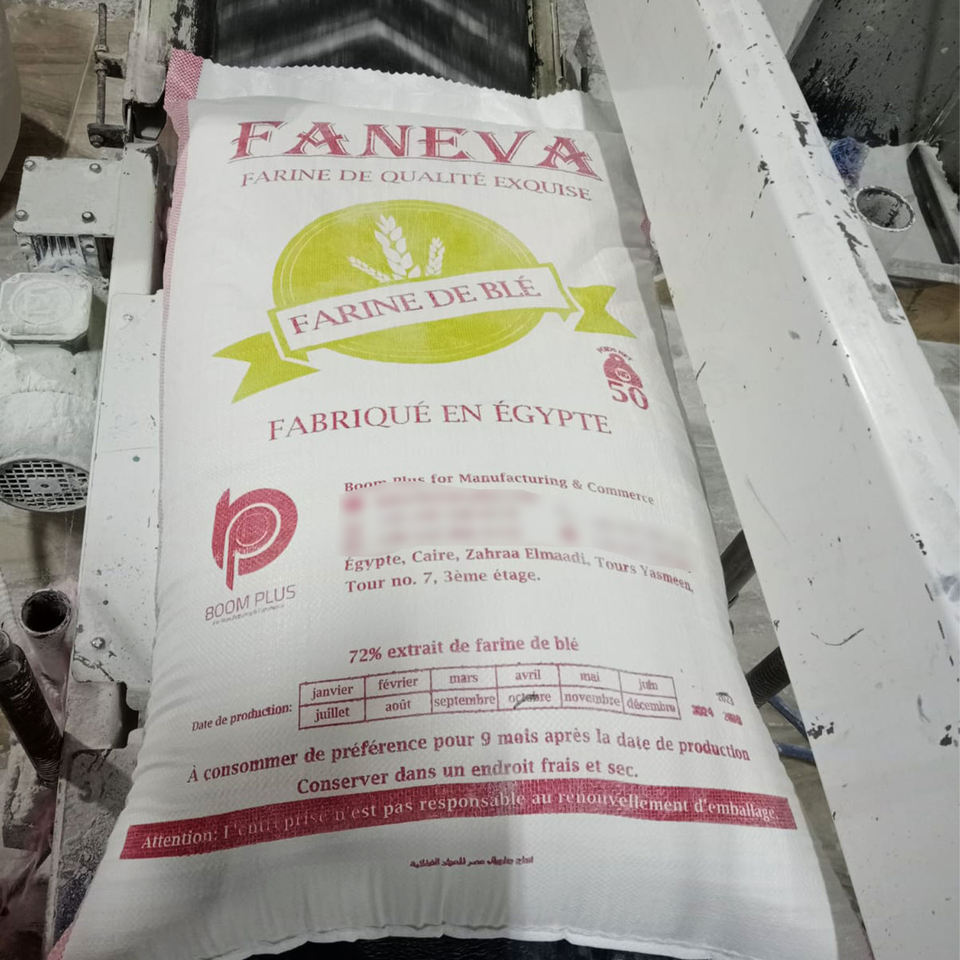 FANEVA
FARINE DE QUALITÉ EXQUISE
FARINE DE BLÉ
50
FABRIQUÉ EN ÉGYPTE
Boom Plus for Manufacturing & Commerce
Égypte, Caire, Zahraa Elmaadi, Tours Yasmeen,
Tour no. 7, 3ème étage.
BOOM PLUS
72% extrait de farine de blé
Date de production:
janvier février mars avril mai juin
juillet août septembre octobre novembre décembre
2023
2024
À consommer de préférence pour 9 mois après la date de production
Conserver dans un endroit frais et sec.
Attention: l'entreprise n'est pas responsable au renouvellement d'emballage